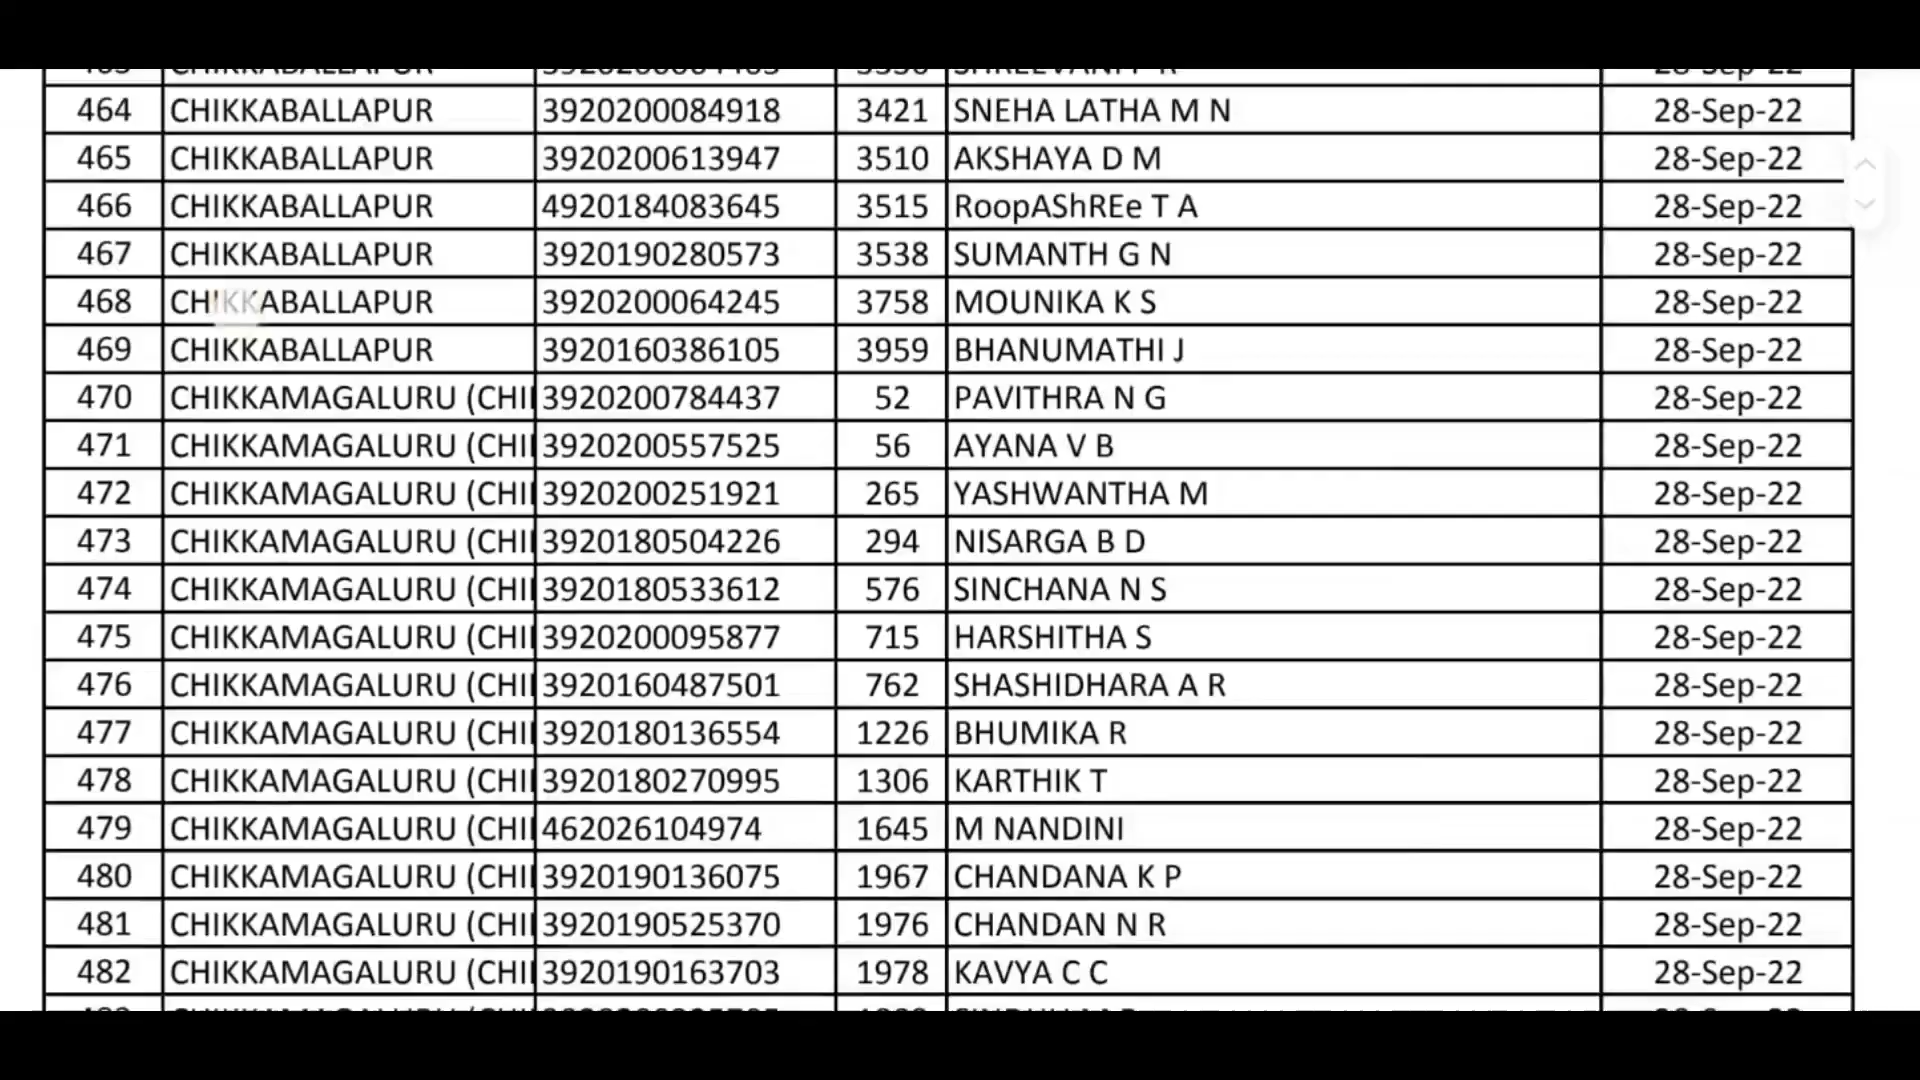 464 CHIKKABALLAPUR 3920200084918 3421 SNEHA LATHA M N 28-Sep-22
465 CHIKKABALLAPUR 3920200613947 3510 AKSHAYA D M 28-Sep-22
466 CHIKKABALLAPUR 4920184083645 3515 RoopAShREe T A 28-Sep-22
467 CHIKKABALLAPUR 3920190280573 3538 SUMANTH G N 28-Sep-22
468 CHIKKABALLAPUR 3920200064245 3758 MOUNIKA K S 28-Sep-22
469 CHIKKABALLAPUR 3920160386105 3959 BHANUMATHI J 28-Sep-22
470 CHIKKAMAGALURU (CHI 3920200784437 52 PAVITHRA N G 28-Sep-22
471 CHIKKAMAGALURU (CHI 3920200557525 56 AYANA V B 28-Sep-22
472 CHIKKAMAGALURU (CHI 3920200251921 265 YASHWANTHA M 28-Sep-22
473 CHIKKAMAGALURU (CHI 3920180504226 294 NISARGA B D 28-Sep-22
474 CHIKKAMAGALURU (CHI 3920180533612 576 SINCHANA N S 28-Sep-22
475 CHIKKAMAGALURU (CHI 3920200095877 715 HARSHITHA S 28-Sep-22
476 CHIKKAMAGALURU (CHI 3920160487501 762 SHASHIDHARA A R 28-Sep-22
477 CHIKKAMAGALURU (CHI 3920180136554 1226 BHUMIKA R 28-Sep-22
478 CHIKKAMAGALURU (CHI 3920180270995 1306 KARTHIK T 28-Sep-22
479 CHIKKAMAGALURU (CHI 462026104974 1645 M NANDINI 28-Sep-22
480 CHIKKAMAGALURU (CHI 3920190136075 1967 CHANDANA K P 28-Sep-22
481 CHIKKAMAGALURU (CHI 3920190525370 1976 CHANDAN N R 28-Sep-22
482 CHIKKAMAGALURU (CHI 3920190163703 1978 KAVYA C C 28-Sep-22